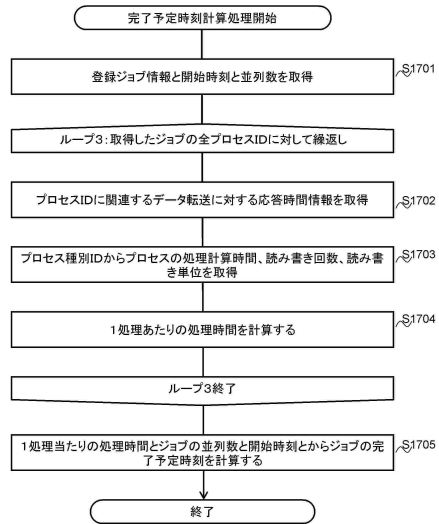 完了予定時刻計算処理開始
S1701
登録ジョブ情報と開始時刻と並列数を取得
ループ3：取得したジョブの全プロセスIDに対して繰返し
S1702
プロセスIDに関連するデータ転送に対する応答時間情報を取得
S1703
プロセス種別IDからプロセスの処理計算時間、読み書き回数、読み書
き単位を取得
S1704
1処理あたりの処理時間を計算する
ループ3終了
S1705
1処理当たりの処理時間とジョブの並列数と開始時刻とからジョブの完
了予定時刻を計算する
終了